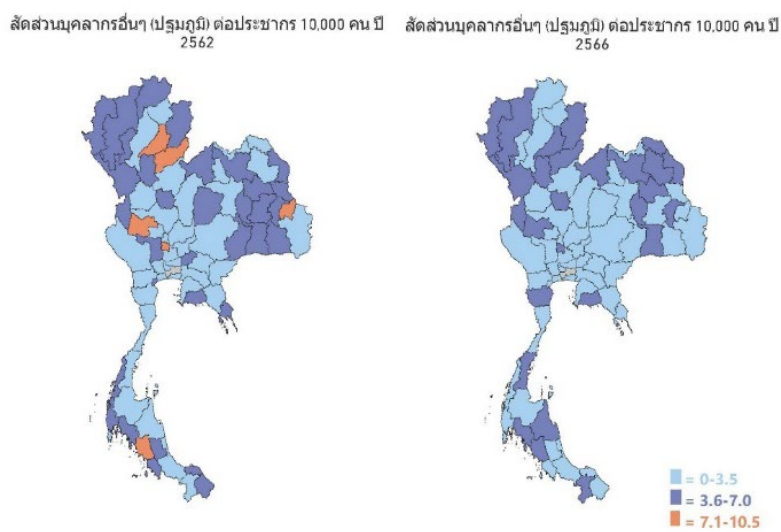 สัดส่วนบุคลากรอื่นๆ (ปฐมภูมิ) ต่อประชากร 10,000 คน ปี
2562
สัดส่วนบุคลากรอื่นๆ (ปฐมภูมิ) ต่อประชากร 10,000 คน ปี
2566
= 0-3.5
= 3.6-7.0
= 7.1-10.5